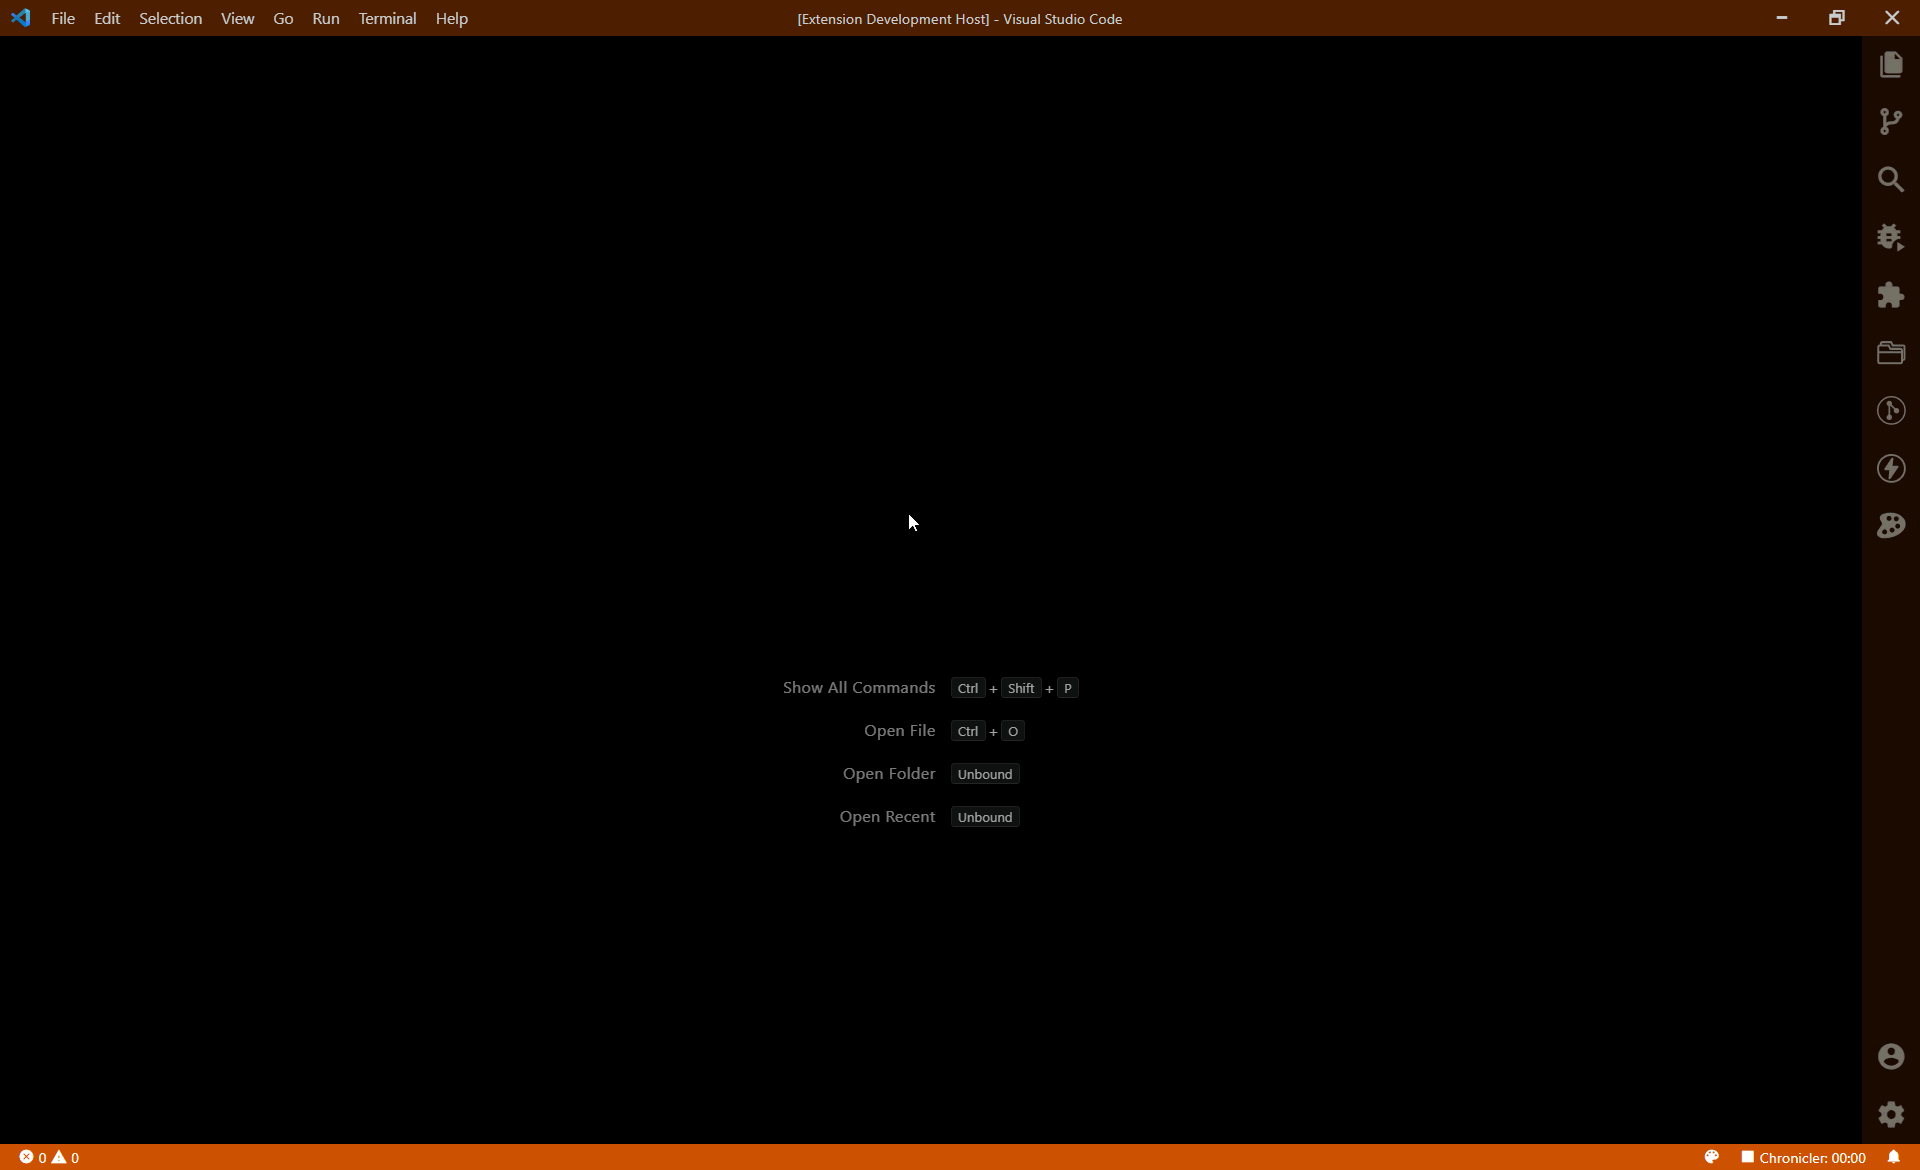 File Edit Selection View Go Run Terminal Help [Extension Development Host] - Visual Studio Code
Show All Commands Ctrl + Shift + P
Open File Ctrl + O
Open Folder Unbound
Open Recent Unbound
0 0 Chronicler: 00:00